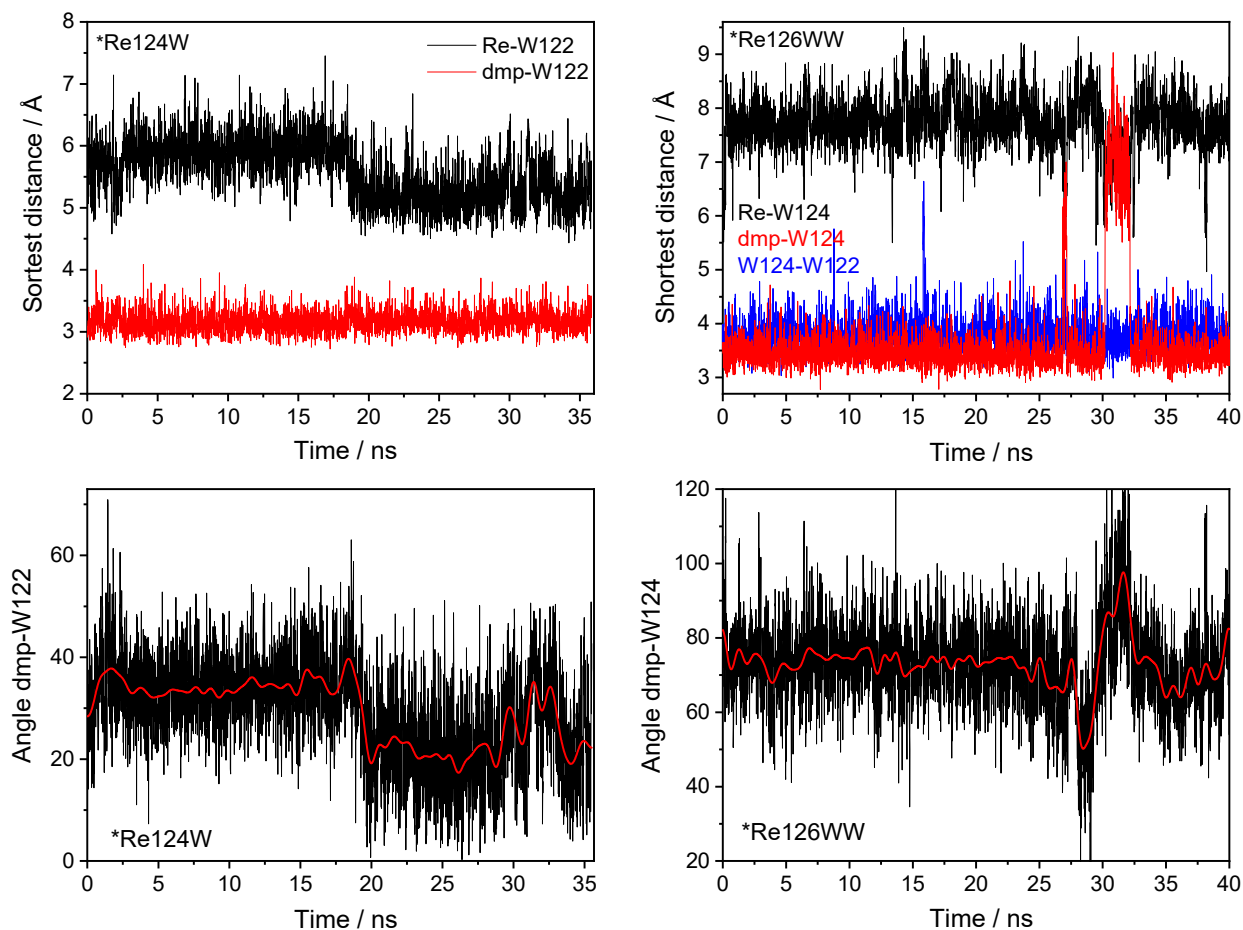 *Re124W
Re-W122
dmp-W122
Sortest distance / Å
8
7
6
5
4
3
2
0 5 10 15 20 25 30 35
Time / ns
*Re126WW
Re-W124
dmp-W124
W124-W122
Shortest distance / Å
9
8
7
6
5
4
3
0 5 10 15 20 25 30 35 40
Time / ns
Angle dmp-W122
60
40
20
0
*Re124W
0 5 10 15 20 25 30 35
Time / ns
Angle dmp-W124
120
100
80
60
40
20
*Re126WW
0 5 10 15 20 25 30 35 40
Time / ns